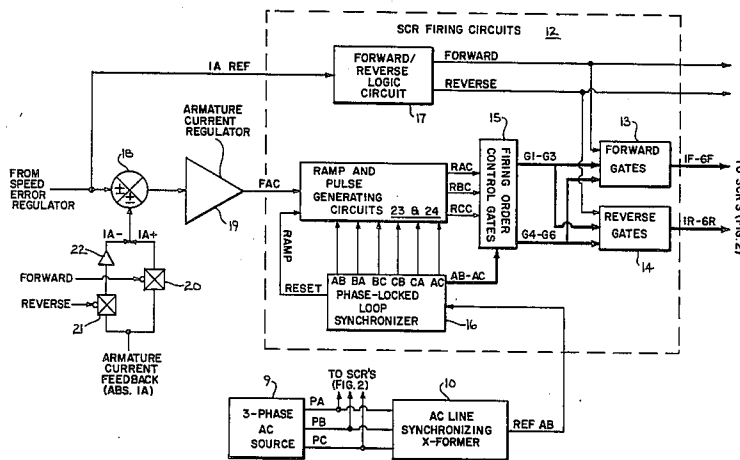 SCR FIRING CIRCUITS 12
FORWARD
REVERSE
IA REF
FORWARD/
REVERSE
LOGIC
CIRCUIT
17
ARMATURE
CURRENT
REGULATOR
15
13
18
FROM
SPEED
ERROR
REGULATOR
±
±
19
FAC
RAMP AND
PULSE
GENERATING
CIRCUITS 23 & 24
RAC
RBC
RCC
FIRING ORDER
CONTROL GATES
G1-G3
G4-G6
FORWARD
GATES
1F-6F
REVERSE
GATES
1R-6R
14
TO SCR'S (FIG.2)
IA-
IA+
22
FORWARD
20
REVERSE
21
ARMATURE
CURRENT
FEEDBACK
(ABS. IA)
RAMP
RESET
AB BA BC CB CA AC
AB-AC
PHASE-LOCKED
LOOP
SYNCHRONIZER
16
9
TO SCR'S
(FIG. 2)
10
3-PHASE
AC
SOURCE
PA
PB
PC
AC LINE
SYNCHRONIZING
X-FORMER
REF AB